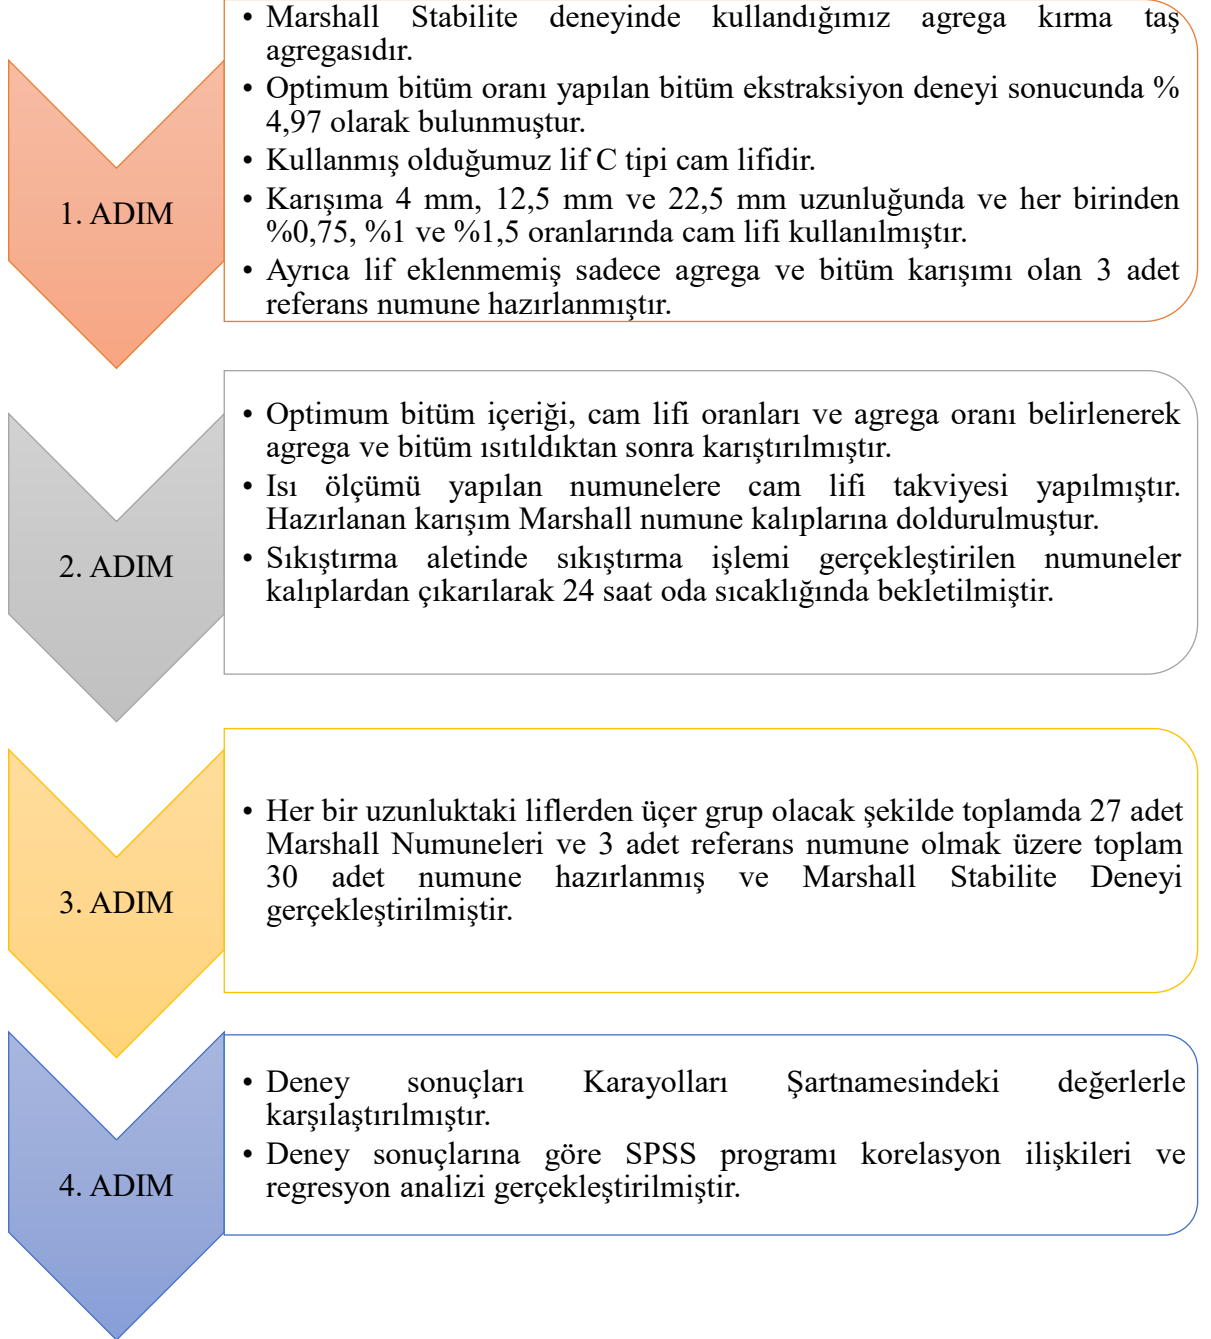 1. ADIM
• Marshall Stabilite deneyinde kullandığımız agrega kırma taş
agregasıdır.
• Optimum bitüm oranı yapılan bitüm ekstraksiyon deneyi sonucunda %
4,97 olarak bulunmuştur.
• Kullanmış olduğumuz lif C tipi cam lifidir.
• Karışıma 4 mm, 12,5 mm ve 22,5 mm uzunluğunda ve her birinden
%0,75, %1 ve %1,5 oranlarında cam lifi kullanılmıştır.
• Ayrıca lif eklenmemiş sadece agrega ve bitüm karışımı olan 3 adet
referans numune hazırlanmıştır.
2. ADIM
• Optimum bitüm içeriği, cam lifi oranları ve agrega oranı belirlenerek
agrega ve bitüm ısıtıldıktan sonra karıştırılmıştır.
• Isı ölçümü yapılan numunelere cam lifi takviyesi yapılmıştır.
Hazırlanan karışım Marshall numune kalıplarına doldurulmuştur.
• Sıkıştırma aletinde sıkıştırma işlemi gerçekleştirilen numuneler
kalıplardan çıkarılarak 24 saat oda sıcaklığında bekletilmiştir.
3. ADIM
• Her bir uzunluktaki liflerden üçer grup olacak şekilde toplamda 27 adet
Marshall Numuneleri ve 3 adet referans numune olmak üzere toplam
30 adet numune hazırlanmış ve Marshall Stabilite Deneyi
gerçekleştirilmiştir.
4. ADIM
• Deney sonuçları Karayolları Şartnamesindeki değerlerle
karşılaştırılmıştır.
• Deney sonuçlarına göre SPSS programı korelasyon ilişkileri ve
regresyon analizi gerçekleştirilmiştir.